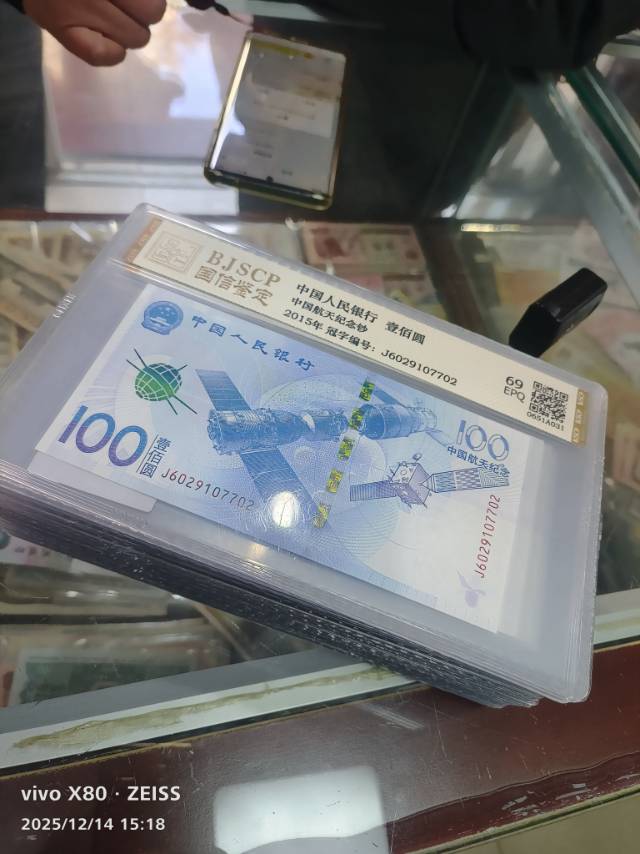 BJSCP
国信鉴定
中国人民银行 壹佰圆
中国航天纪念钞
2015年 冠字编号：J6029107702
69
EPQ
0651A031
中国人民银行
100
壹佰圆
J6029107702
100
中国航天纪念
J6029107702
vivo X80 · ZEISS
2025/12/14 15:18